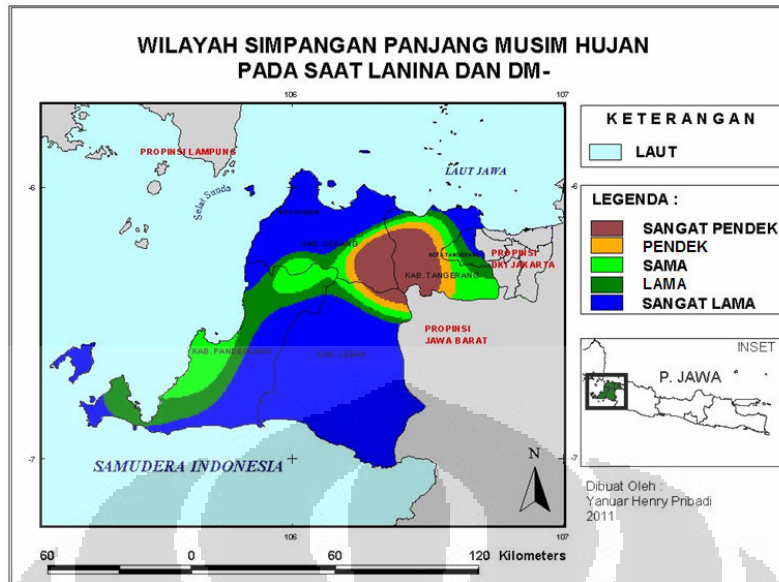 WILAYAH SIMPANGAN PANJANG MUSIM HUJAN
PADA SAAT LANINA DAN DM-
106
107
PROPINSI LAMPUNG
LAUT JAWA
-6
-6
Selat Sunda
KAB. SERANG
KOTA TANGERANG
PROPINSI
DKI JAKARTA
KAB. TANGERANG
PROPINSI
JAWA BARAT
KAB. PANDEGLANG
KAB. LEBAK
-7
-7
SAMUDERA INDONESIA
N
106
107
60
0
60
120 Kilometers
KETERANGAN
LAUT
LEGENDA :
SANGAT PENDEK
PENDEK
SAMA
LAMA
SANGAT LAMA
INSET
P. JAWA
Dibuat Oleh :
Yanuar Henry Pribadi
2011